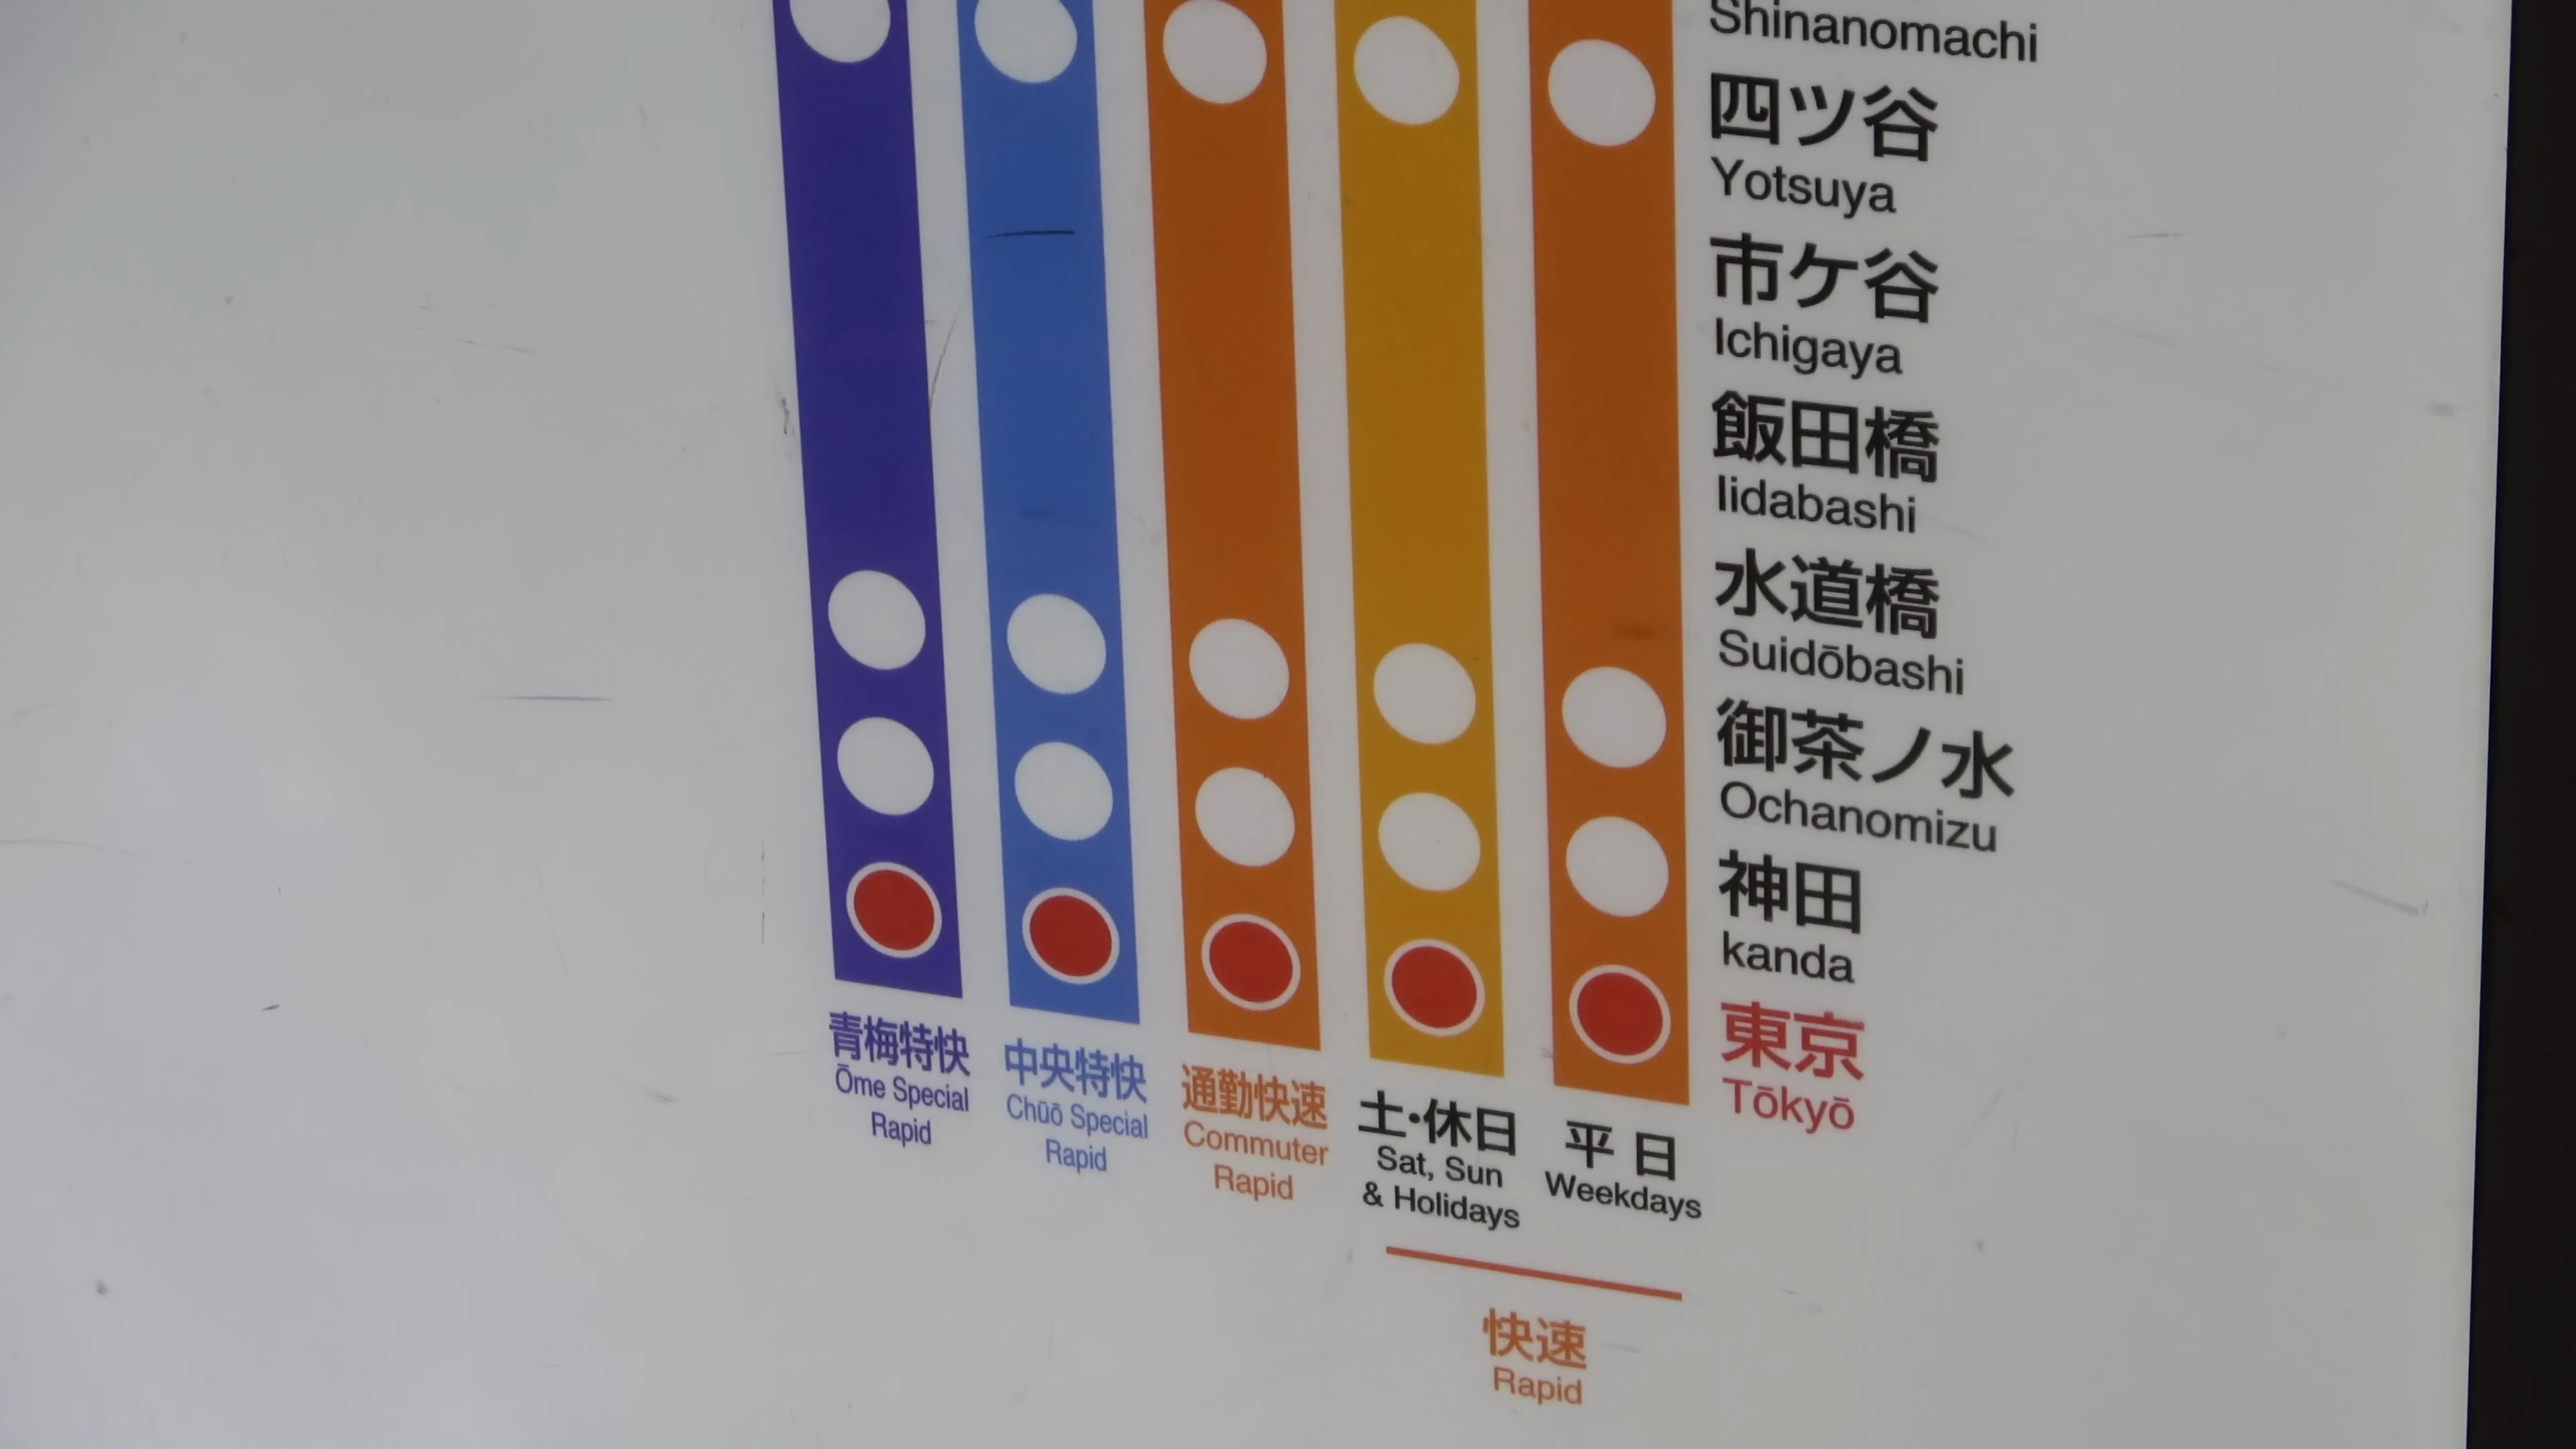 Shinanomachi
四ツ谷
Yotsuya
市ケ谷
Ichigaya
飯田橋
Iidabashi
水道橋
Suidōbashi
御茶ノ水
Ochanomizu
神田
kanda
東京
Tōkyō
青梅特快
Ōme Special
Rapid
中央特快
Chūō Special
Rapid
通勤快速
Commuter
Rapid
土・休日
Sat, Sun
& Holidays
平日
Weekdays
快速
Rapid